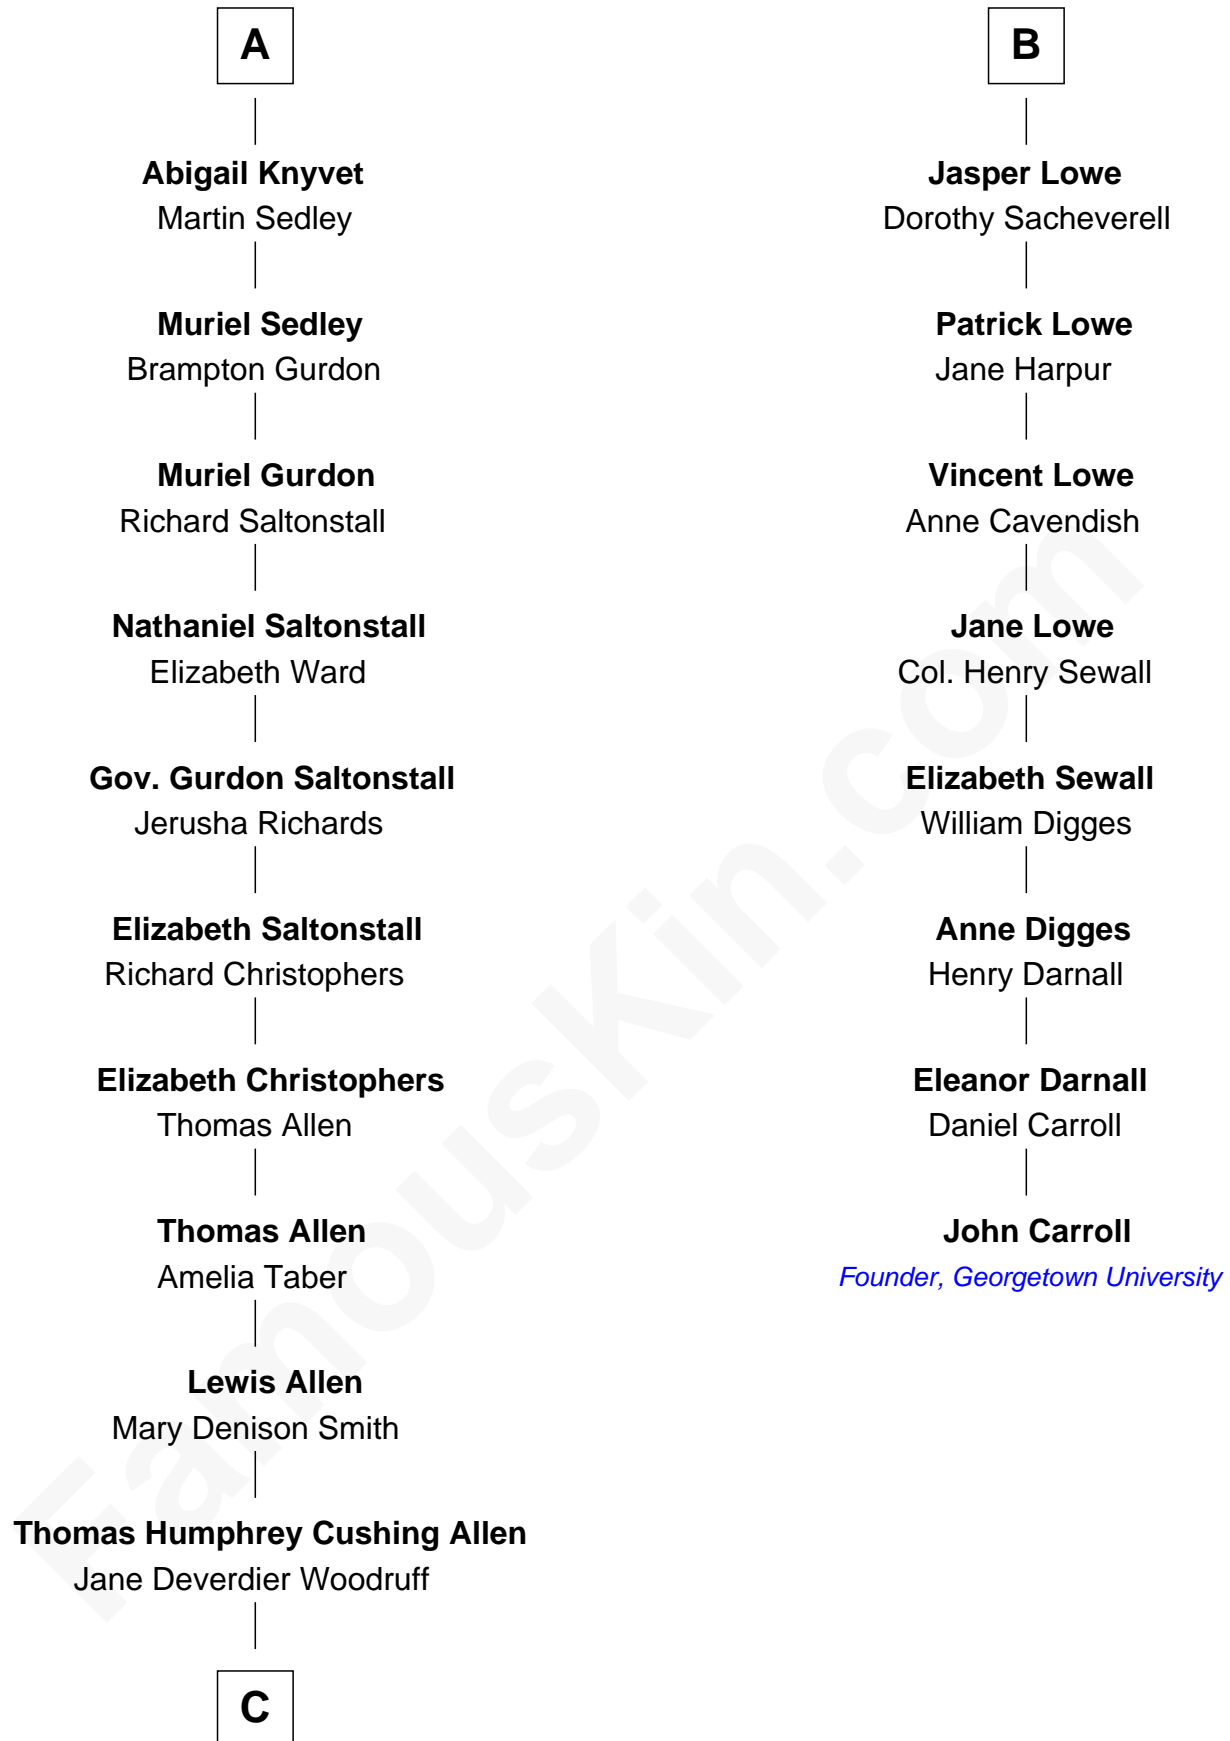 A
Abigail Knyvet
Martin Sedley
Muriel Sedley
Brampton Gurdon
Muriel Gurdon
Richard Saltonstall
Nathaniel Saltonstall
Elizabeth Ward
Gov. Gurdon Saltonstall
Jerusha Richards
Elizabeth Saltonstall
Richard Christophers
Elizabeth Christophers
Thomas Allen
Thomas Allen
Amelia Taber
Lewis Allen
Mary Denison Smith
Thomas Humphrey Cushing Allen
Jane Deverdier Woodruff
C
B
Jasper Lowe
Dorothy Sacheverell
Patrick Lowe
Jane Harpur
Vincent Lowe
Anne Cavendish
Jane Lowe
Col. Henry Sewall
Elizabeth Sewall
William Digges
Anne Digges
Henry Darnall
Eleanor Darnall
Daniel Carroll
John Carroll
Founder, Georgetown University
FamousKin.com